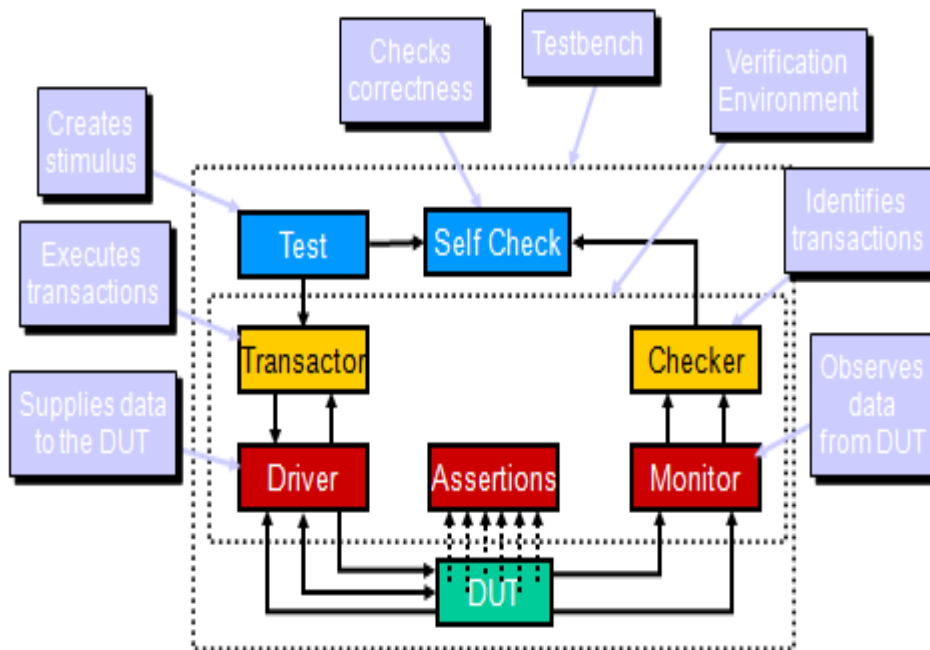 Checks
correctness
Testbench
Verification
Environment
Creates
stimulus
Identifies
transactions
Test
Self Check
Executes
transactions
Transactor
Checker
Observes
data
from DUT
Supplies data
to the DUT
Driver
Assertions
Monitor
DUT